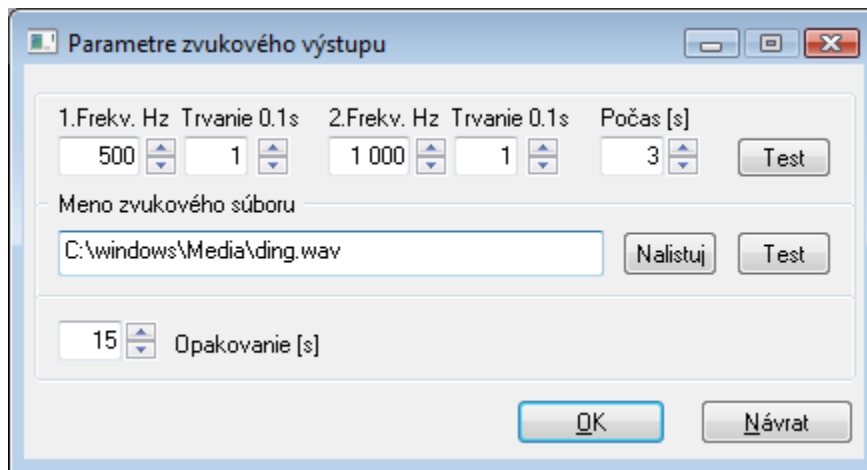 Parametre zvukového výstupu
1.Frekv. Hz Trvanie 0.1s 2.Frekv. Hz Trvanie 0.1s Počas [s]
500 1 1 000 1 3 Test
Meno zvukového súboru
C:\windows\Media\ding.wav Nalistuj Test
15 Opakovanie [s]
OK Návrat